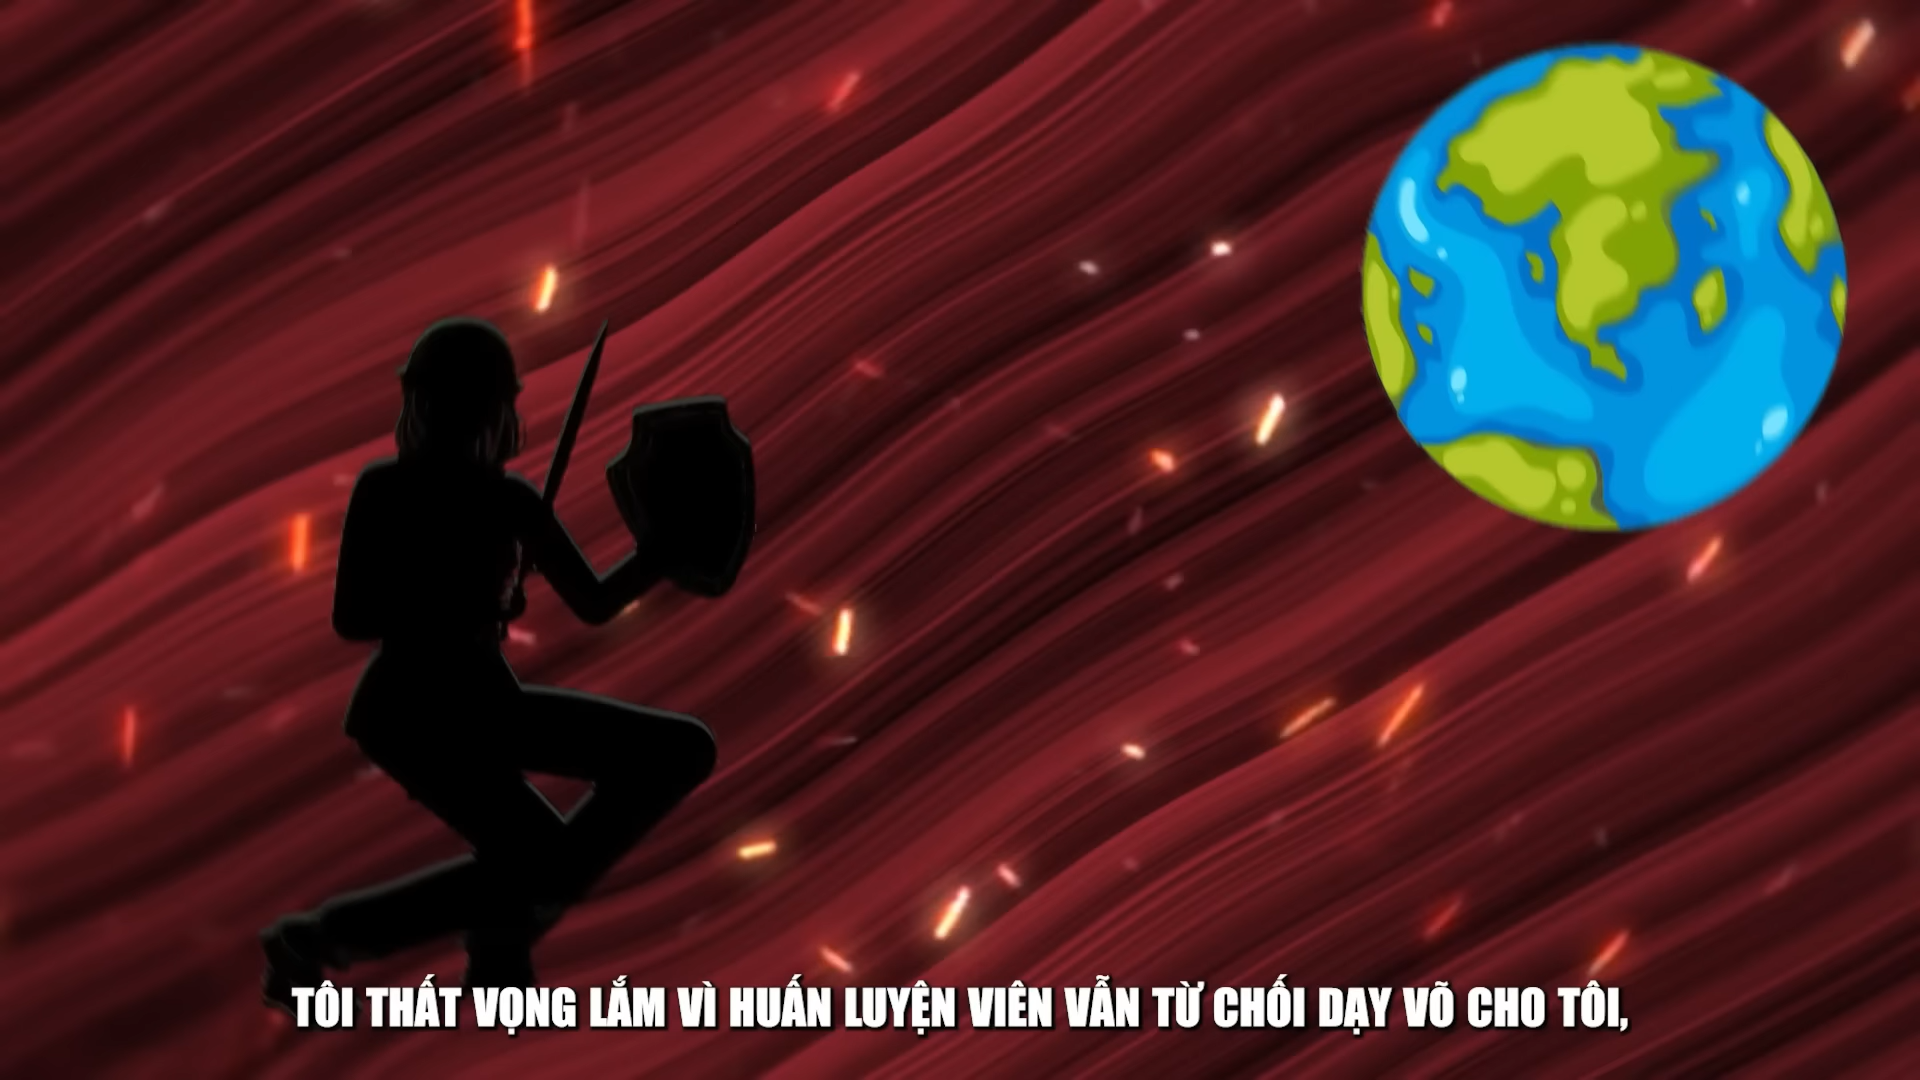 TÔI THẤT VỌNG LẮM VÌ HUẤN LUYỆN VIÊN VẪN TỪ CHỐI DẠY VÕ CHO TÔI,